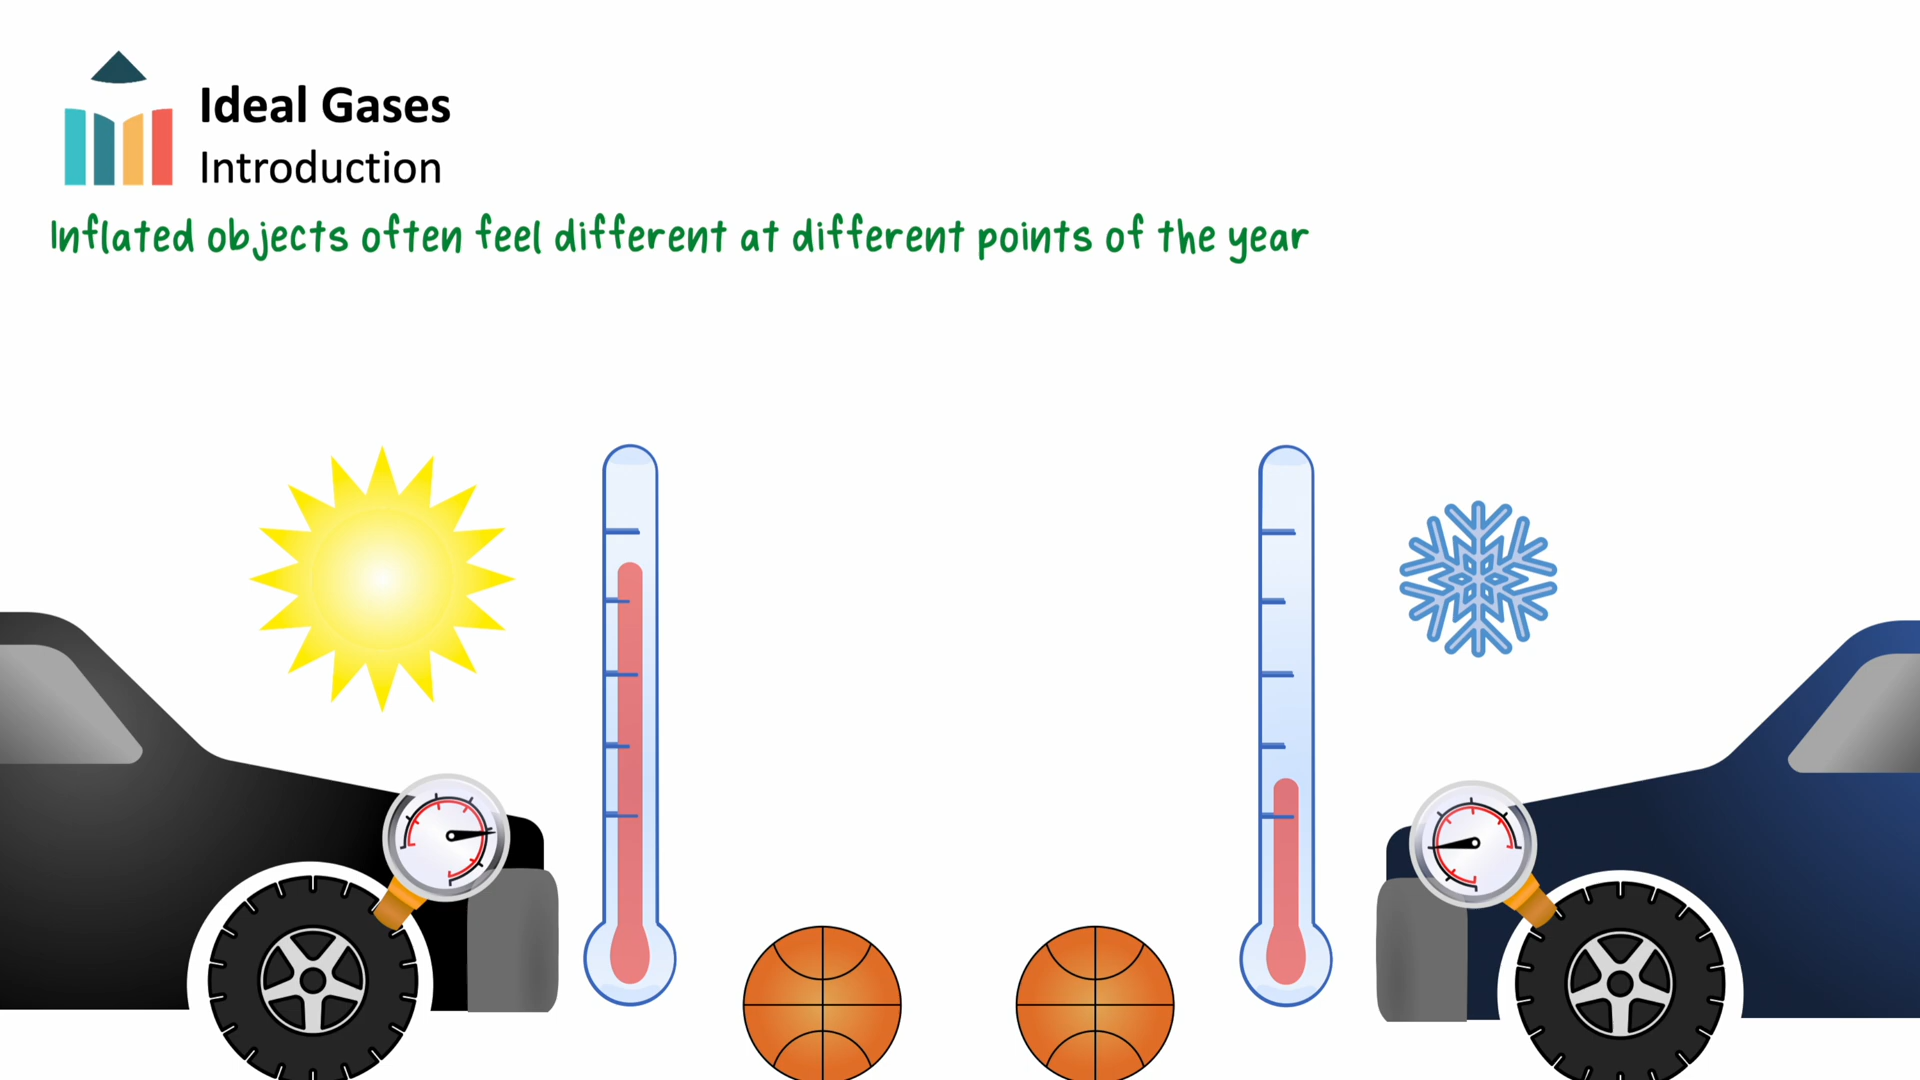 Ideal Gases
Introduction
Inflated objects often feel different at different points of the year